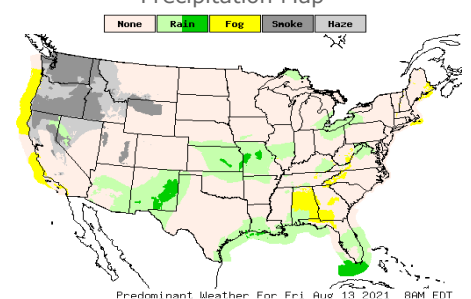 Precipitation Map
None Rain Fog Smoke Haze
Predominant Weather For Fri Aug 13 2021 8AM EDT